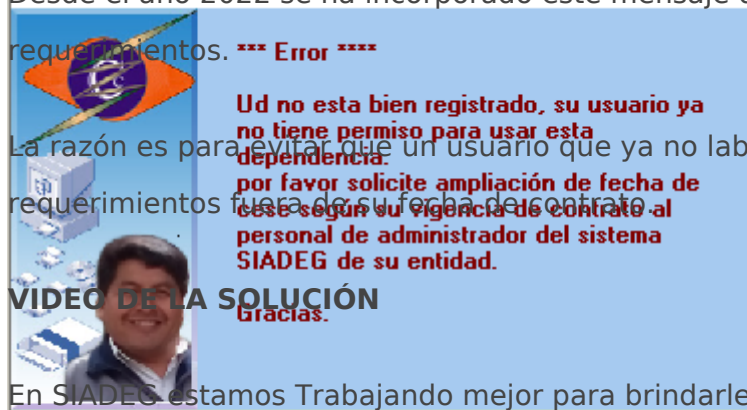 Desde el año 2022 se ha incorporado este mensaje
requerimientos.
*** Error ****
Ud no esta bien registrado, su usuario ya
no tiene permiso para usar esta
La razón es para evitar que un usuario que ya no lab
dependencia.
por favor solicite ampliación de fecha de
requerimientos fuera de su fecha de contrato.
cese según su vigencia de contrato al
personal de administrador del sistema
SIADEG de su entidad.
VIDEO DE LA SOLUCIÓN
Gracias.
En SIADEG estamos Trabajando mejor para brindarle